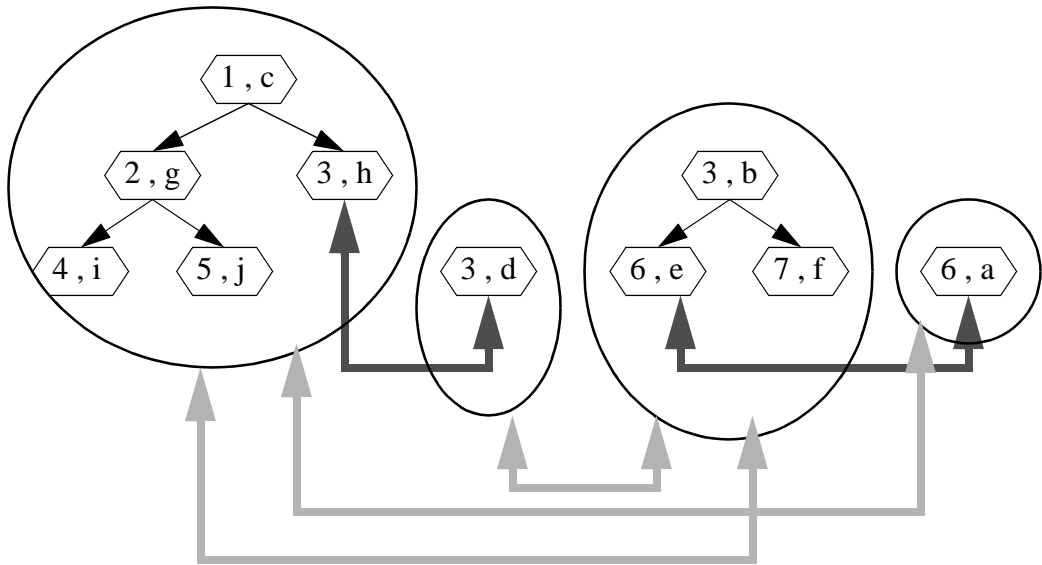 1 , c
2 , g
3 , h
3 , b
4 , i
5 , j
3 , d
6 , e
7 , f
6 , a